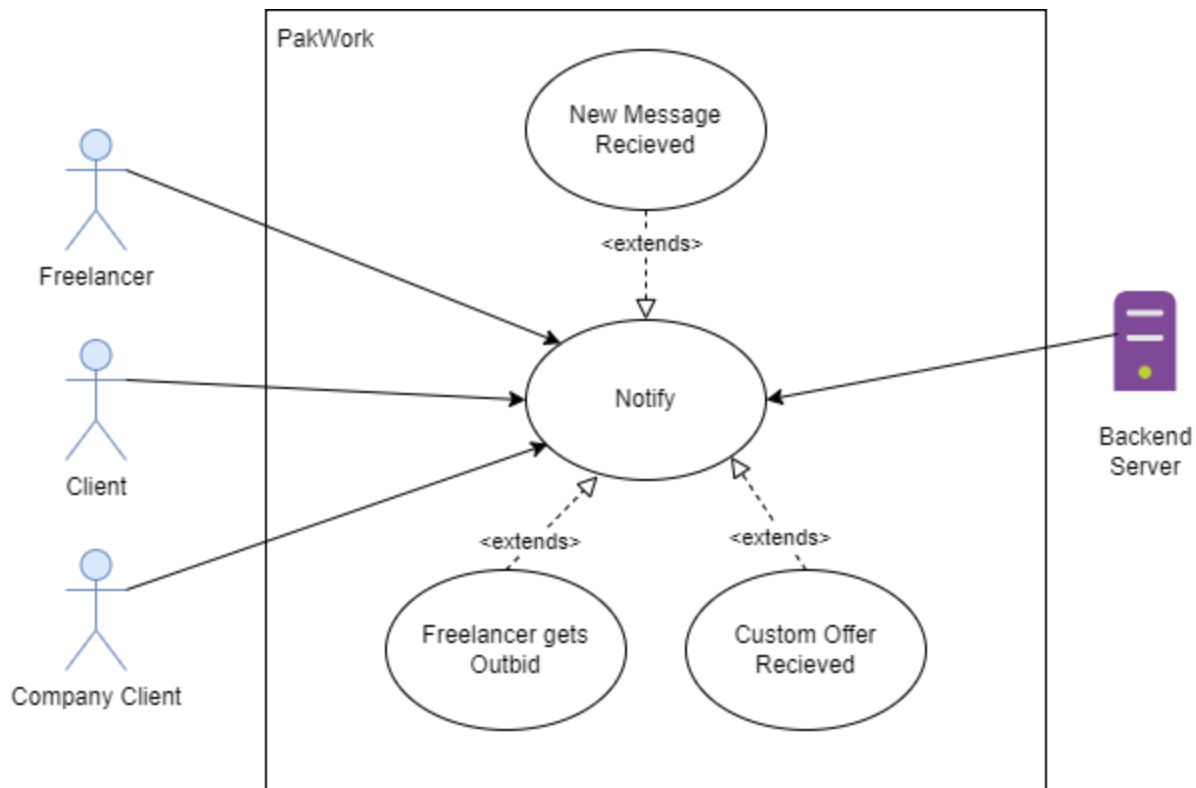 PakWork
New Message
Recieved
<extends>
Freelancer
Notify
Client
Backend
Server
<extends>
<extends>
Freelancer gets
Outbid
Custom Offer
Recieved
Company Client